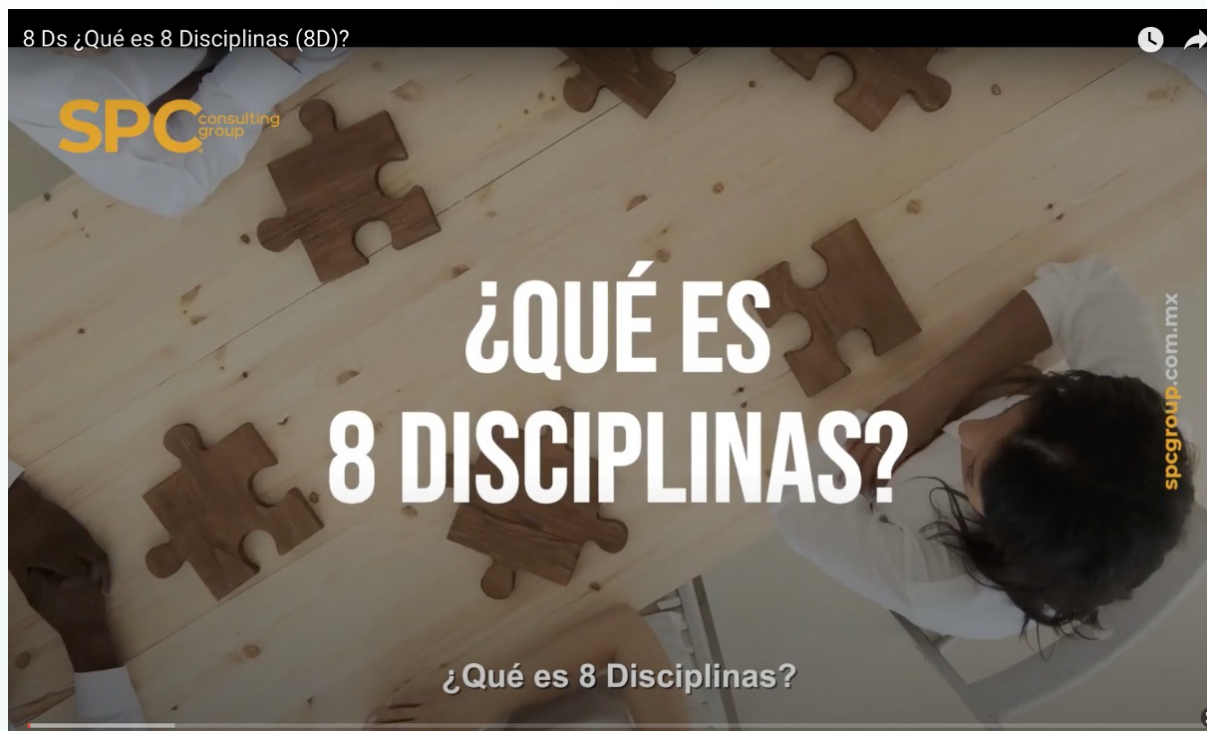 8 Ds ¿Qué es 8 Disciplinas (8D)?
SPC consulting
group
¿QUÉ ES
8 DISCIPLINAS?
spcgroup.com.mx
¿Qué es 8 Disciplinas?